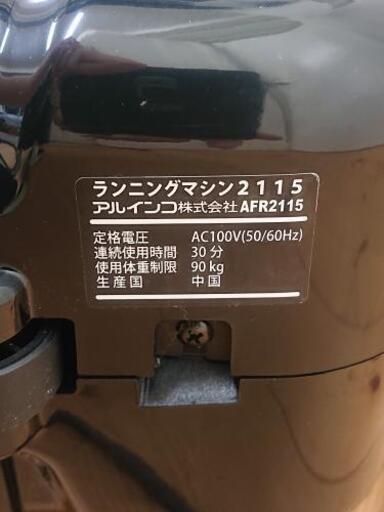 ランニングマシン2115
アルインコ株式会社 AFR2115
定格電圧 AC100V(50/60Hz)
連続使用時間 30分
使用体重制限 90kg
生産国 中国